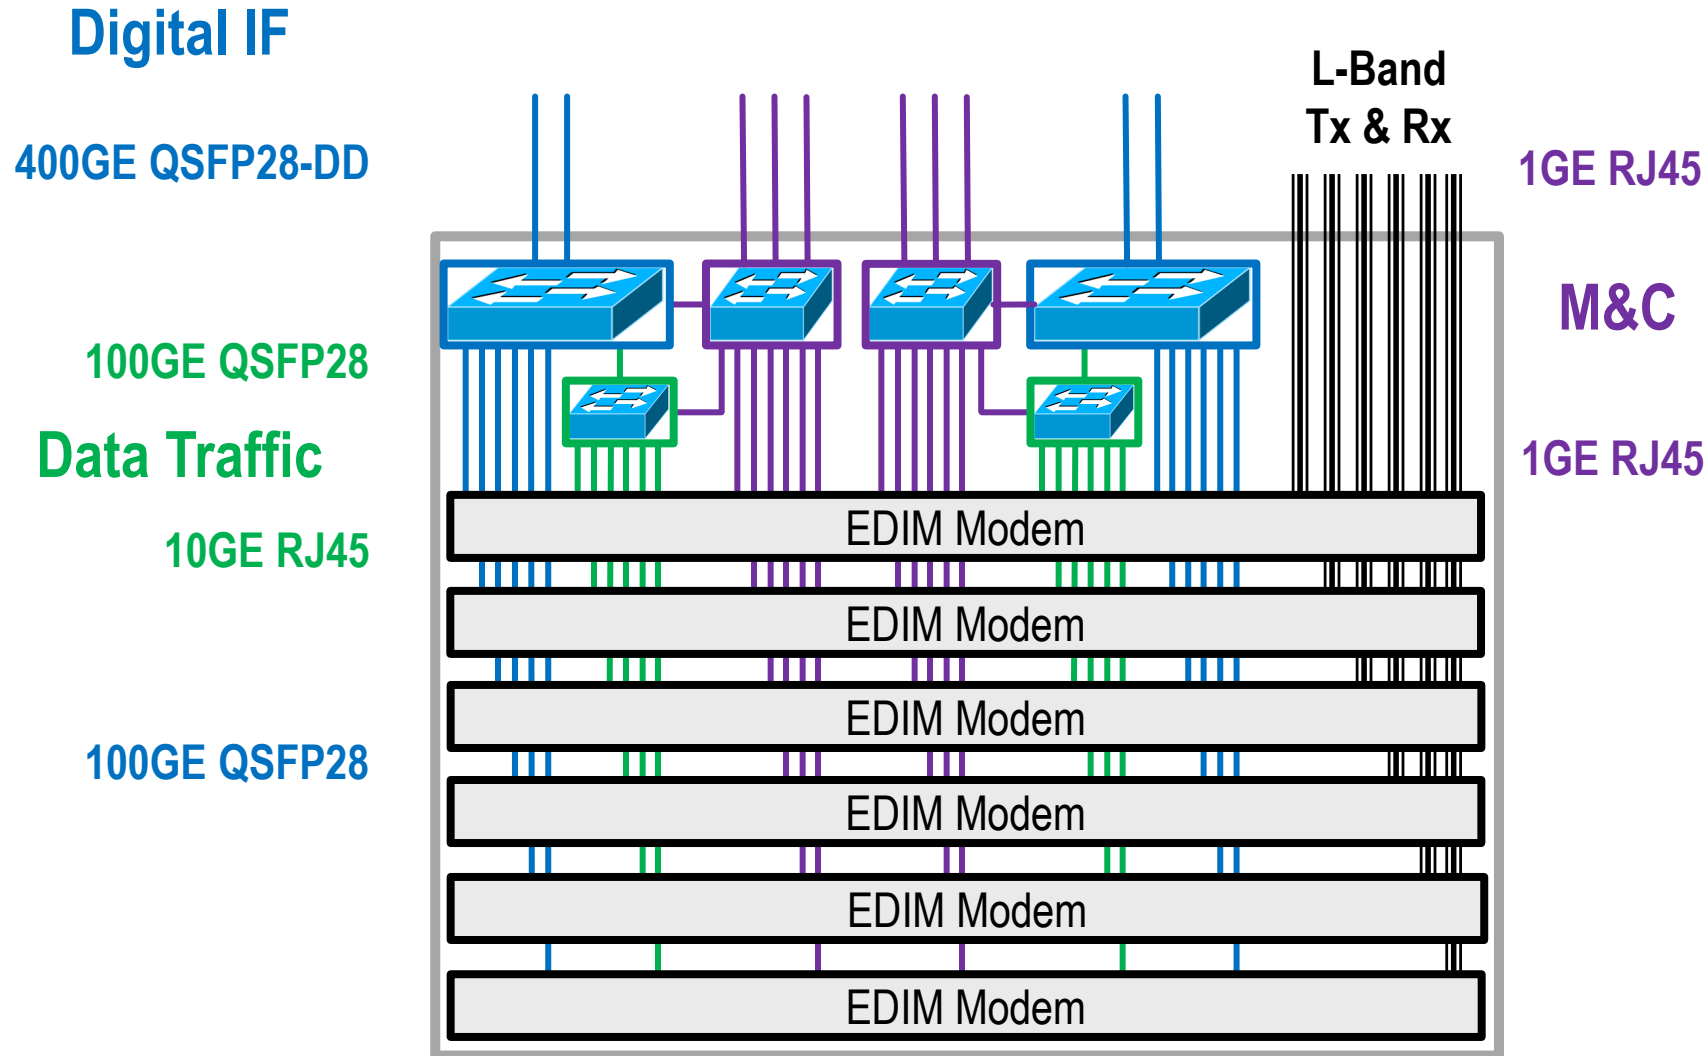 Digital IF
L-Band
Tx & Rx
400GE QSFP28-DD
1GE RJ45
M&C
100GE QSFP28
Data Traffic
1GE RJ45
10GE RJ45
EDIM Modem
EDIM Modem
EDIM Modem
100GE QSFP28
EDIM Modem
EDIM Modem
EDIM Modem